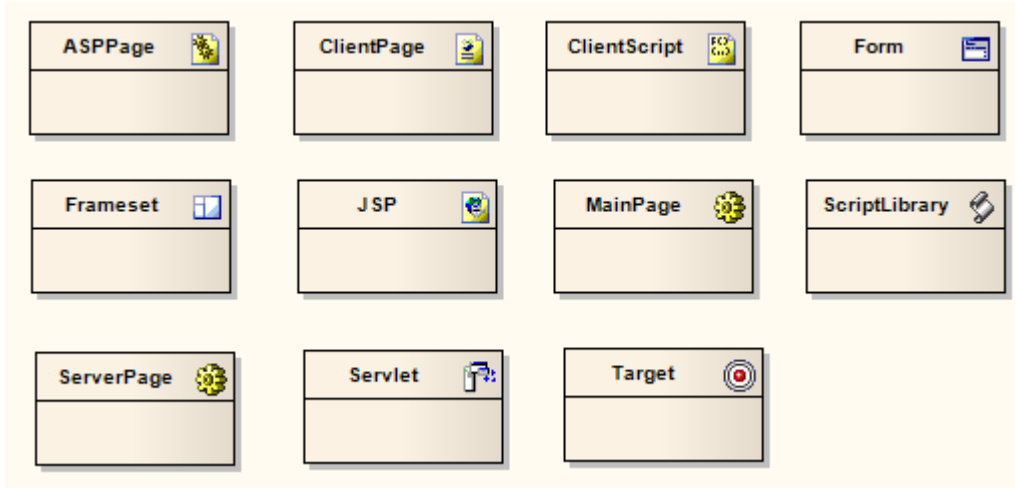 ASPPage
ClientPage
ClientScript
Form
Frameset
JSP
MainPage
ScriptLibrary
ServerPage
Servlet
Target